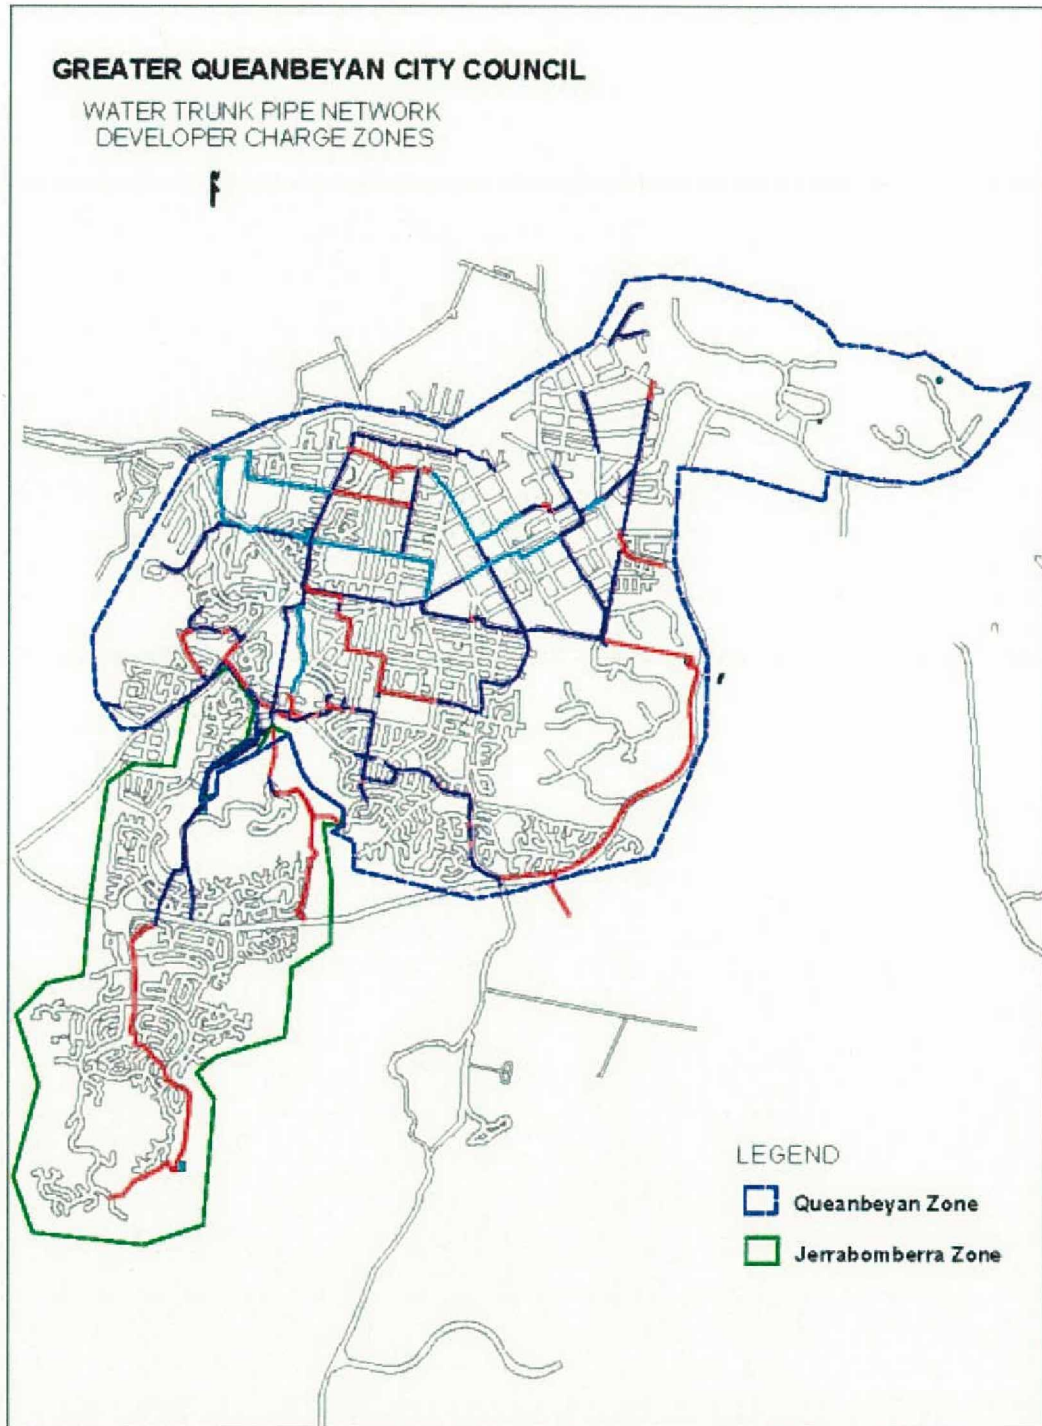 GREATER QUEANBEYAN CITY COUNCIL
WATER TRUNK PIPE NETWORK
DEVELOPER CHARGE ZONES
LEGEND
Queanbeyan Zone
Jerrabomberra Zone